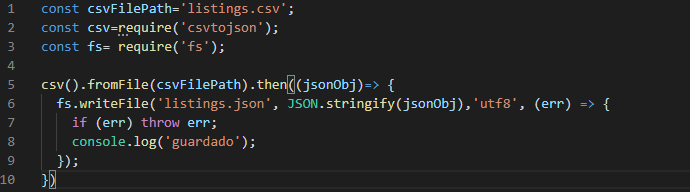 1 const csvFilePath='listings.csv';
2 const csv=require('csvtojson');
3 const fs= require('fs');
4
5 csv().fromFile(csvFilePath).then((jsonObj)=> {
6   fs.writeFile('listings.json', JSON.stringify(jsonObj),'utf8', (err) => {
7     if (err) throw err;
8     console.log('guardado');
9   });
10 })